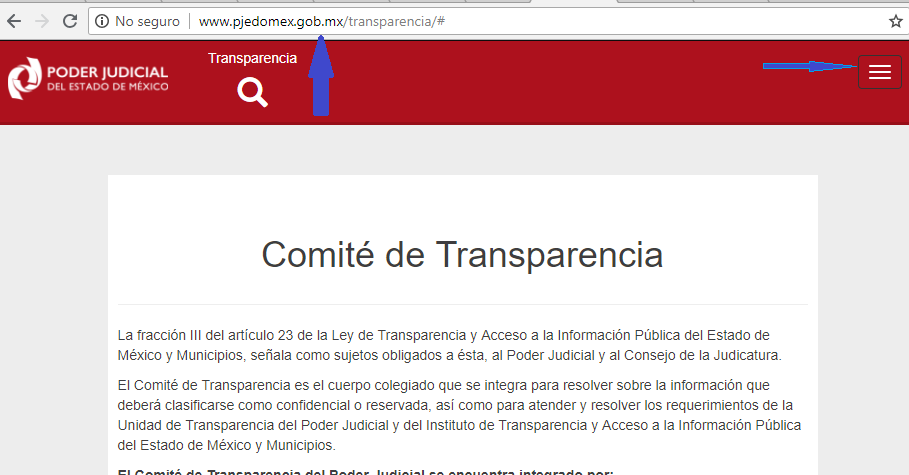 No seguro
www.pjedomex.gob.mx/transparencia/#
PODER JUDICIAL
DEL ESTADO DE MÉXICO
Transparencia
Comité de Transparencia
La fracción III del artículo 23 de la Ley de Transparencia y Acceso a la Información Pública del Estado de
México y Municipios, señala como sujetos obligados a ésta, al Poder Judicial y al Consejo de la Judicatura.
El Comité de Transparencia es el cuerpo colegiado que se integra para resolver sobre la información que
deberá clasificarse como confidencial o reservada, así como para atender y resolver los requerimientos de la
Unidad de Transparencia del Poder Judicial y del Instituto de Transparencia y Acceso a la Información Pública
del Estado de México y Municipios.
El Comité de Transparencia del Poder Judicial se encuentra integrado por: